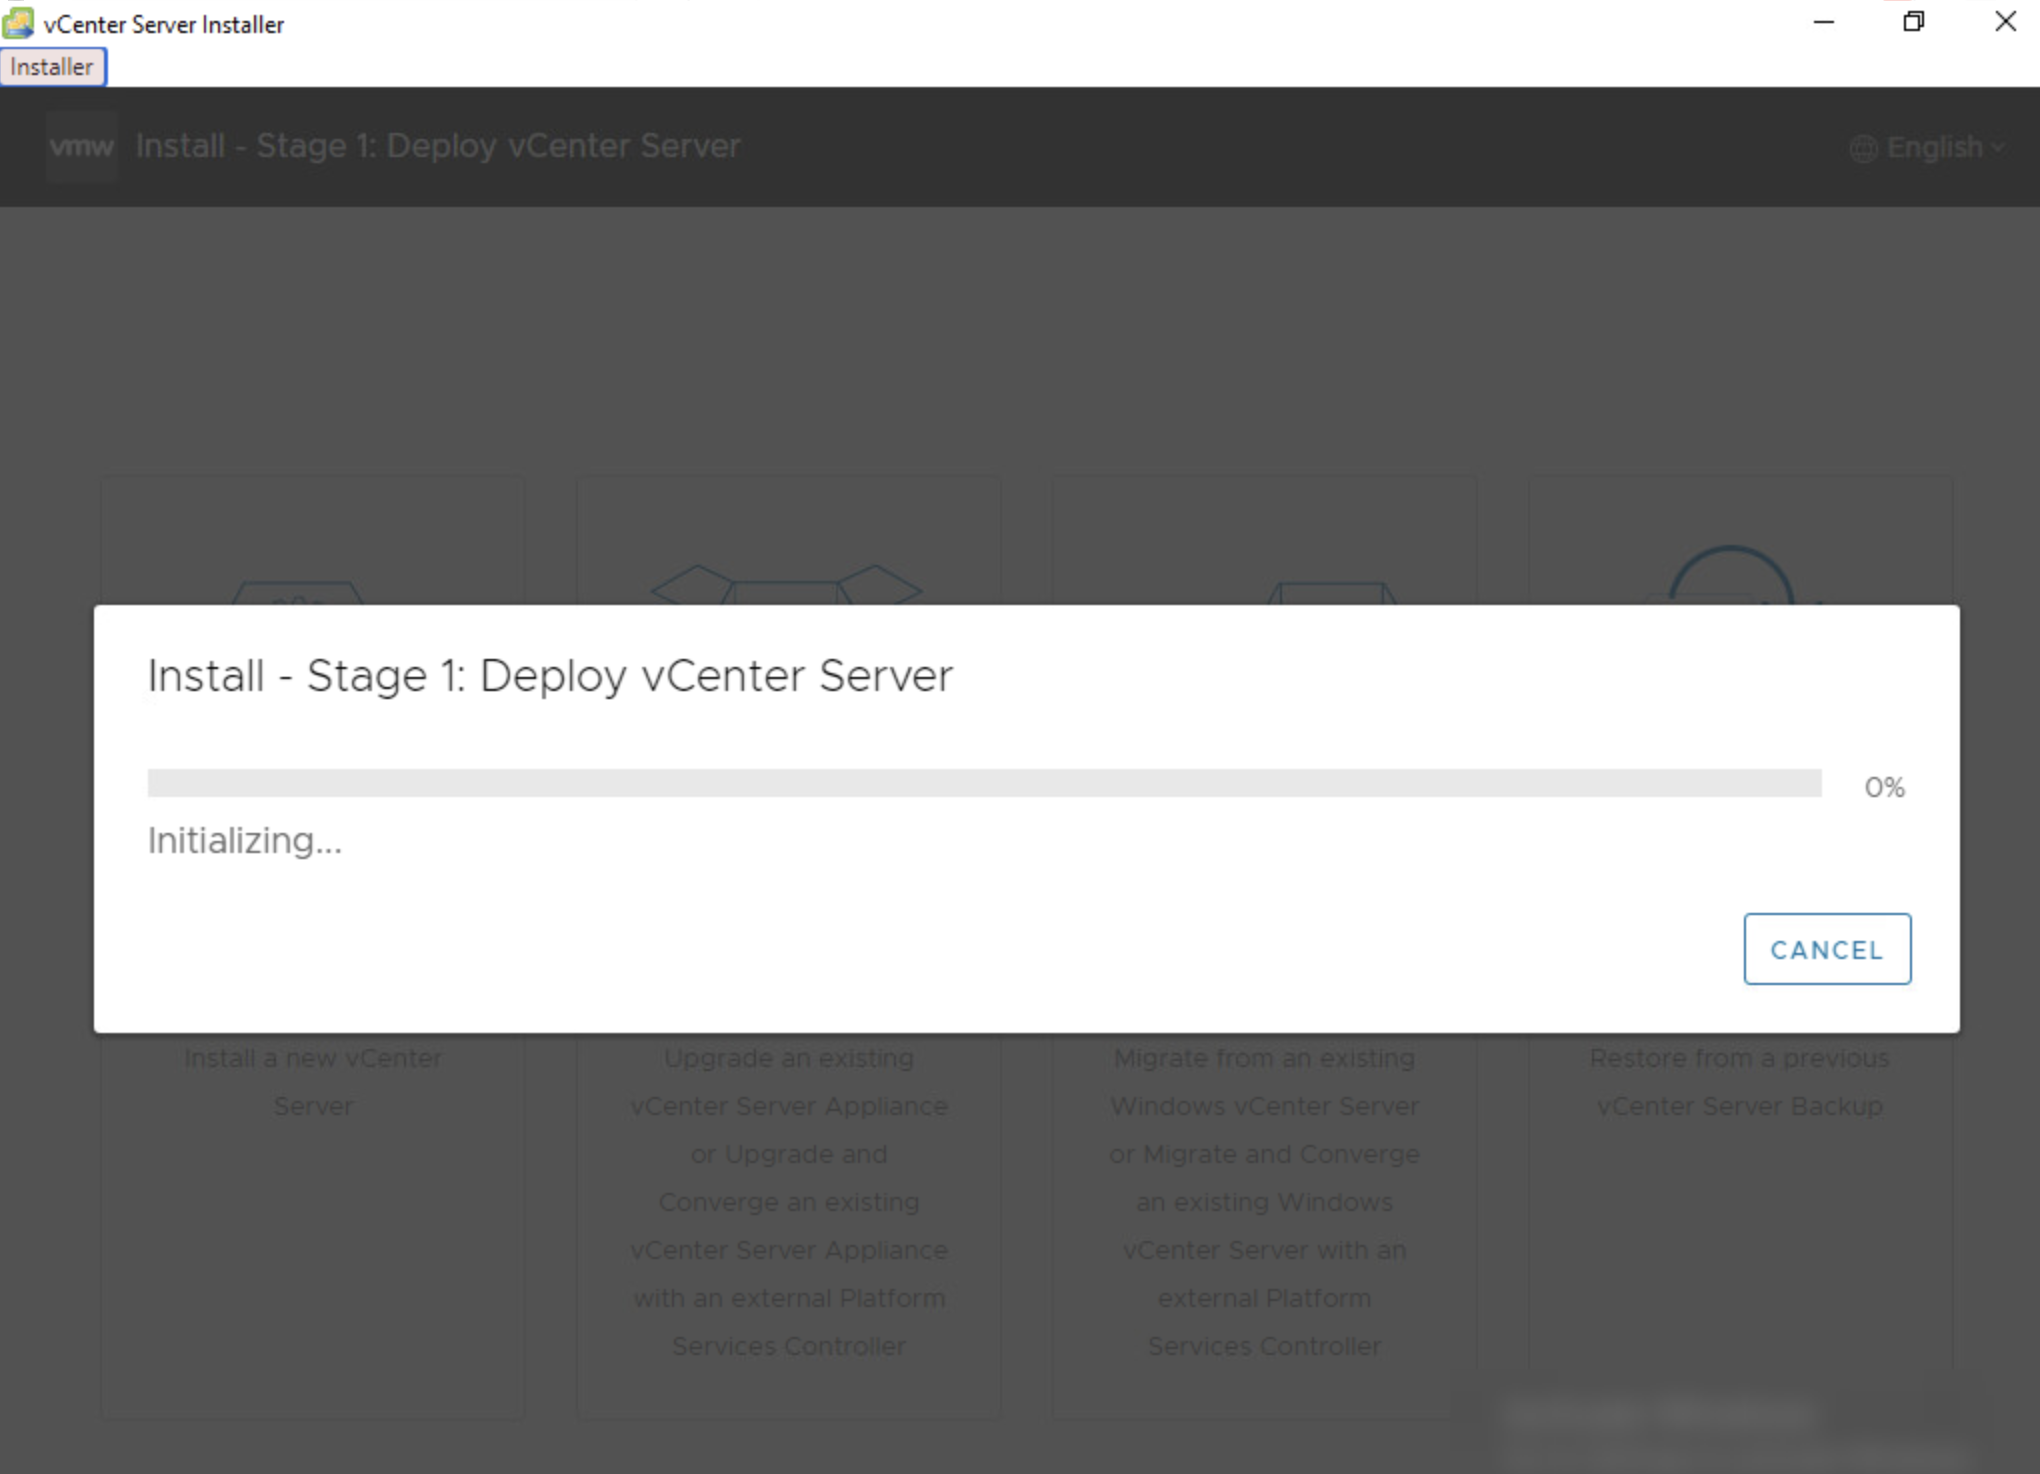 vCenter Server Installer
Installer
vmw Install - Stage 1: Deploy vCenter Server
English
Install - Stage 1: Deploy vCenter Server
0%
Initializing...
CANCEL
Install a new vCenter
Server
Upgrade an existing
vCenter Server Appliance
or Upgrade and
Converge an existing
vCenter Server Appliance
with an external Platform
Services Controller
Migrate from an existing
Windows vCenter Server
or Migrate and Converge
an existing Windows
vCenter Server with an
external Platform
Services Controller
Restore from a previous
vCenter Server Backup